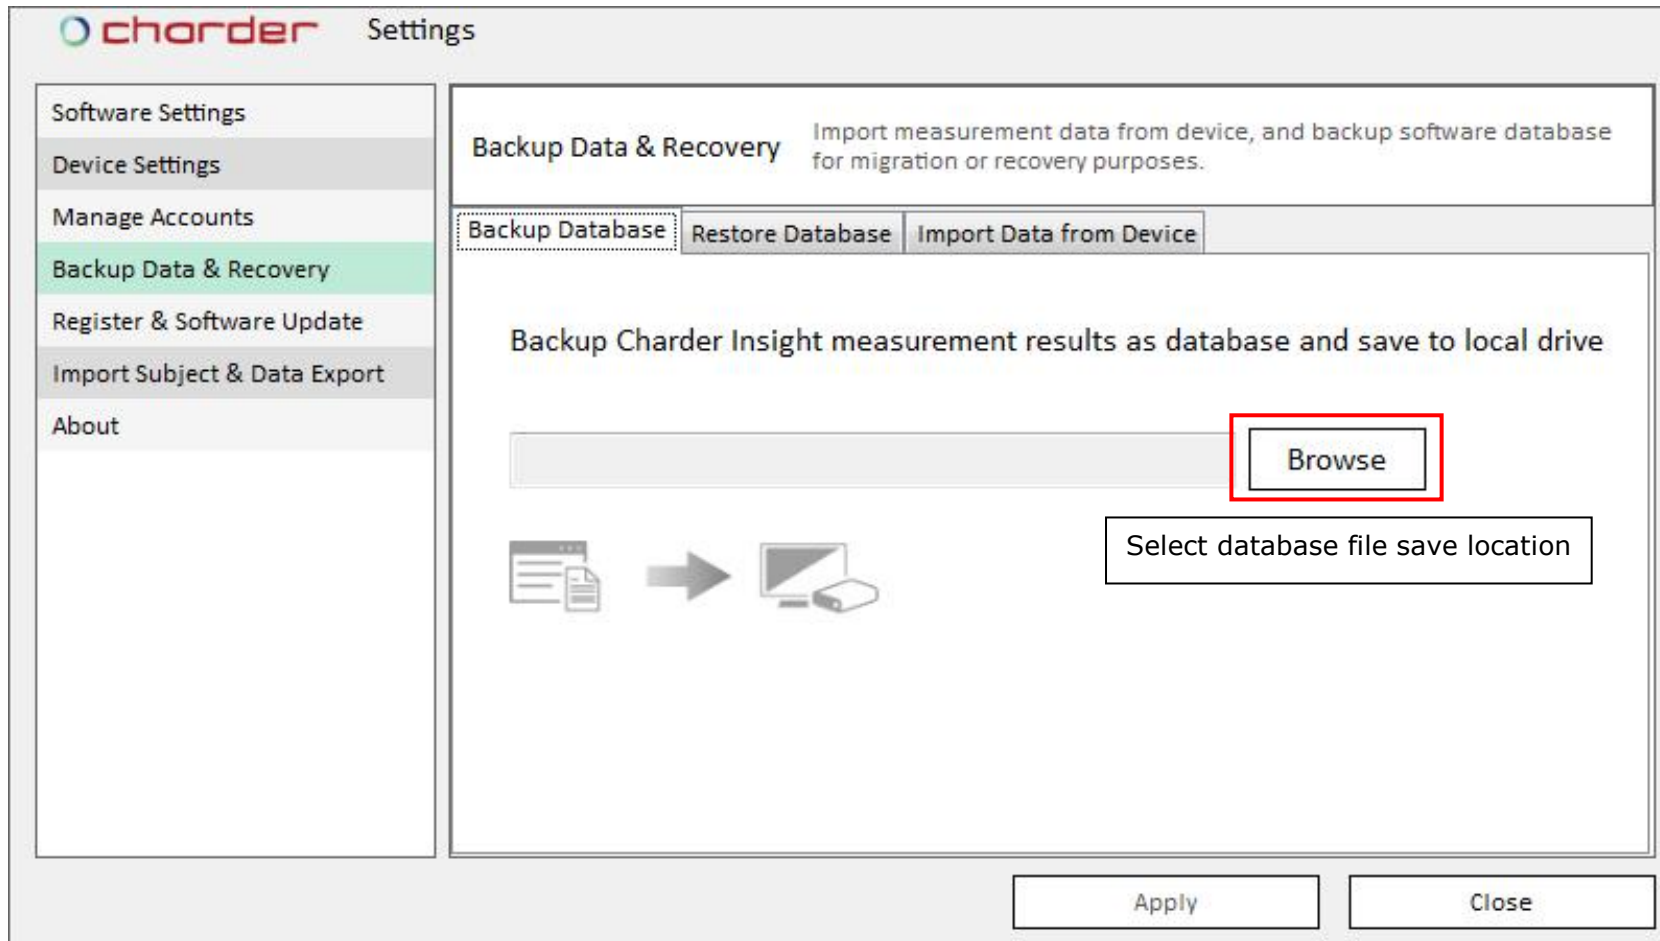 charder Settings
Software Settings
Device Settings
Manage Accounts
Backup Data & Recovery
Register & Software Update
Import Subject & Data Export
About
Backup Data & Recovery
Import measurement data from device, and backup software database
for migration or recovery purposes.
Backup Database Restore Database Import Data from Device
Backup Charder Insight measurement results as database and save to local drive
Browse
Select database file save location
Apply Close